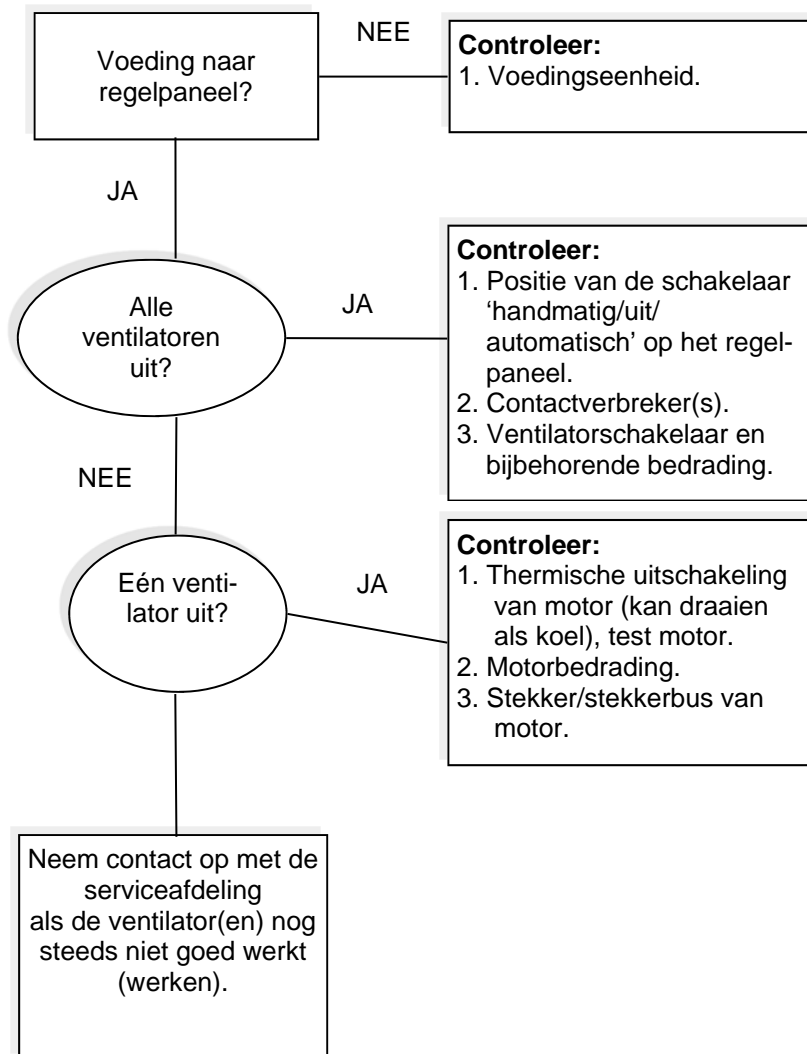 Voeding naar
regelpaneel?
NEE
Controleer:
1. Voedingseenheid.
JA
Alle
ventilatoren
uit?
JA
Controleer:
1. Positie van de schakelaar
‘handmatig/uit/
automatisch’ op het regel-
paneel.
2. Contactverbreker(s).
3. Ventilatorschakelaar en
bijbehorende bedrading.
NEE
Eén venti-
lator uit?
JA
Controleer:
1. Thermische uitschakeling
van motor (kan draaien
als koel), test motor.
2. Motorbedrading.
3. Stekker/stekkerbus van
motor.
Neem contact op met de
serviceafdeling
als de ventilator(en) nog
steeds niet goed werkt
(werken).